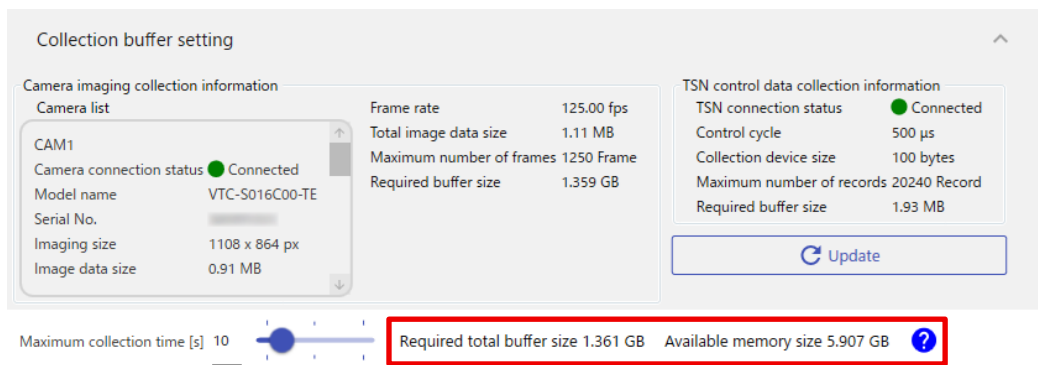 Collection buffer setting
Camera imaging collection information
Camera list
CAM1
Camera connection status Connected
Model name VTC-S016C00-TE
Serial No.
Imaging size 1108 x 864 px
Image data size 0.91 MB
Frame rate 125.00 fps
Total image data size 1.11 MB
Maximum number of frames 1250 Frame
Required buffer size 1.359 GB
TSN control data collection information
TSN connection status Connected
Control cycle 500 μs
Collection device size 100 bytes
Maximum number of records 20240 Record
Required buffer size 1.93 MB
Update
Maximum collection time [s] 10
Required total buffer size 1.361 GB Available memory size 5.907 GB ?